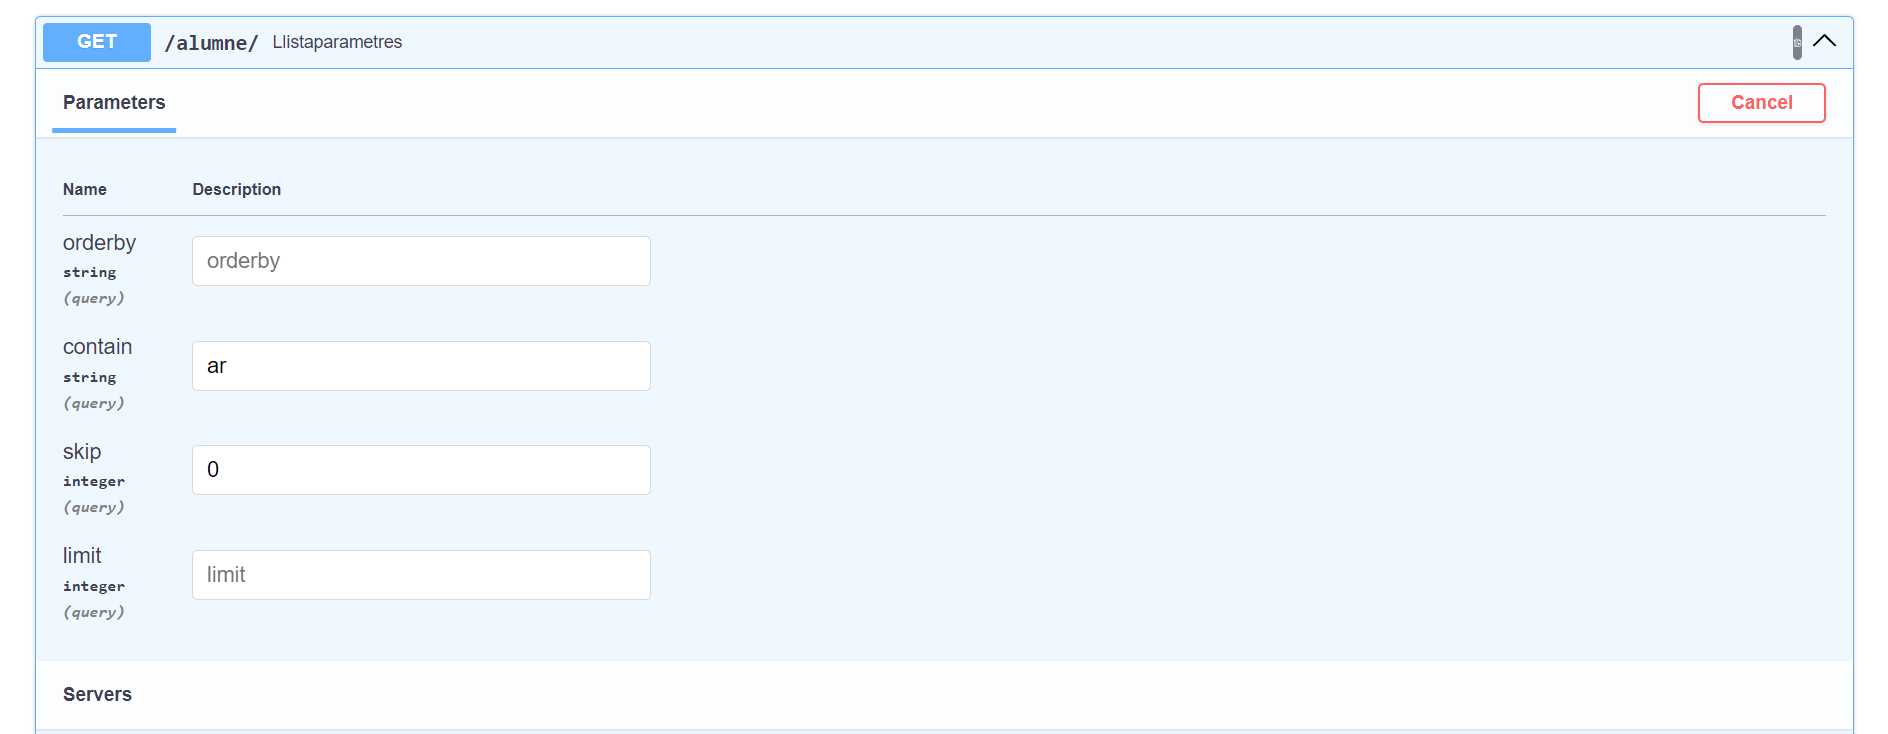 GET /alumne/ Llistaparametres
Parameters Cancel
Name Description
orderby
string
(query)
orderby
contain
string
(query)
ar
skip
integer
(query)
0
limit
integer
(query)
limit
Servers